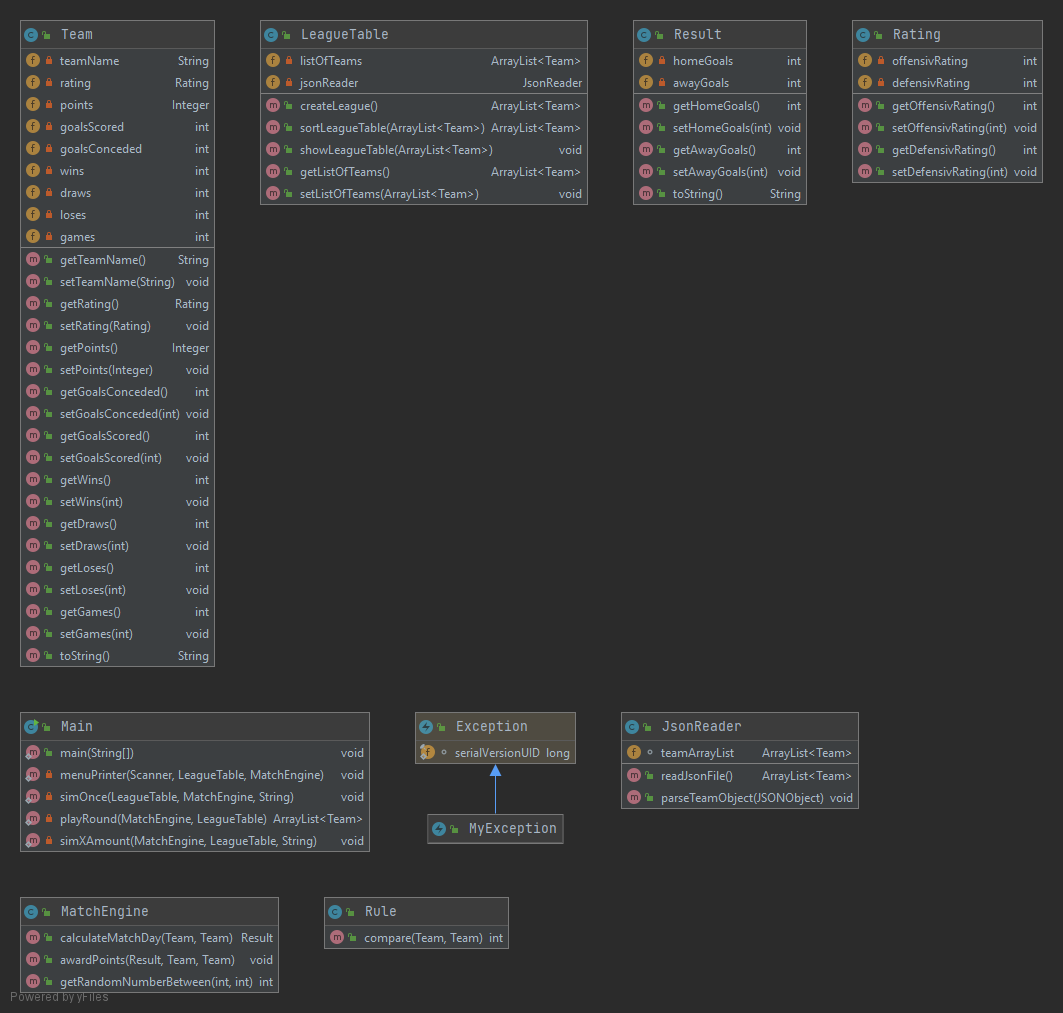 Team
teamName String
rating Rating
points Integer
goalsScored int
goalsConceded int
wins int
draws int
loses int
games int
getTeamName() String
setTeamName(String) void
getRating() Rating
setRating(Rating) void
getPoints() Integer
setPoints(Integer) void
getGoalsConceded() int
setGoalsConceded(int) void
getGoalsScored() int
setGoalsScored(int) void
getWins() int
setWins(int) void
getDraws() int
setDraws(int) void
getLoses() int
setLoses(int) void
getGames() int
setGames(int) void
toString() String
LeagueTable
listOfTeams ArrayList<Team>
jsonReader JsonReader
createLeague() ArrayList<Team>
sortLeagueTable(ArrayList<Team>) ArrayList<Team>
showLeagueTable(ArrayList<Team>) void
getListOfTeams() ArrayList<Team>
setListOfTeams(ArrayList<Team>) void
Result
homeGoals int
awayGoals int
getHomeGoals() int
setHomeGoals(int) void
getAwayGoals() int
setAwayGoals(int) void
toString() String
Rating
offensivRating int
defensivRating int
getOffensivRating() int
setOffensivRating(int) void
getDefensivRating() int
setDefensivRating(int) void
Main
main(String[]) void
menuPrinter(Scanner, LeagueTable, MatchEngine) void
simOnce(LeagueTable, MatchEngine, String) void
playRound(MatchEngine, LeagueTable) ArrayList<Team>
simXAmount(MatchEngine, LeagueTable, String) void
Exception
serialVersionUID long
MyException
JsonReader
teamArrayList ArrayList<Team>
readJsonFile() ArrayList<Team>
parseTeamObject(JSONObject) void
MatchEngine
calculateMatchDay(Team, Team) Result
awardPoints(Result, Team, Team) void
getRandomNumberBetween(int, int) int
Rule
compare(Team, Team) int
Powered by yFiles